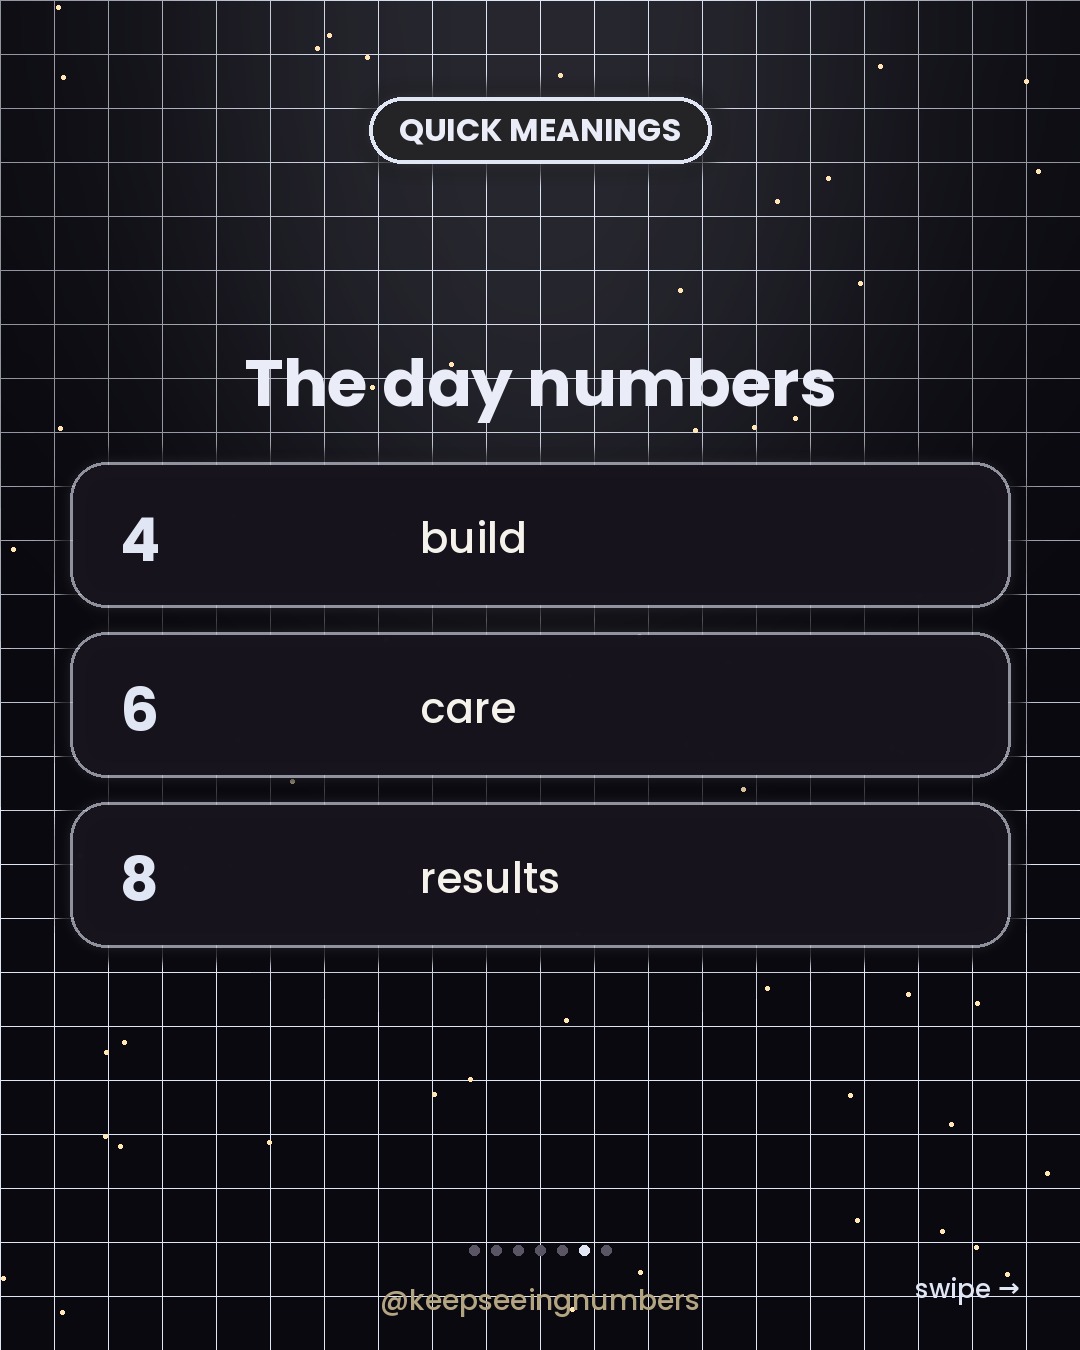 QUICK MEANINGS
The day numbers
4 build
6 care
8 results
@keepseeingnumbers
swipe →